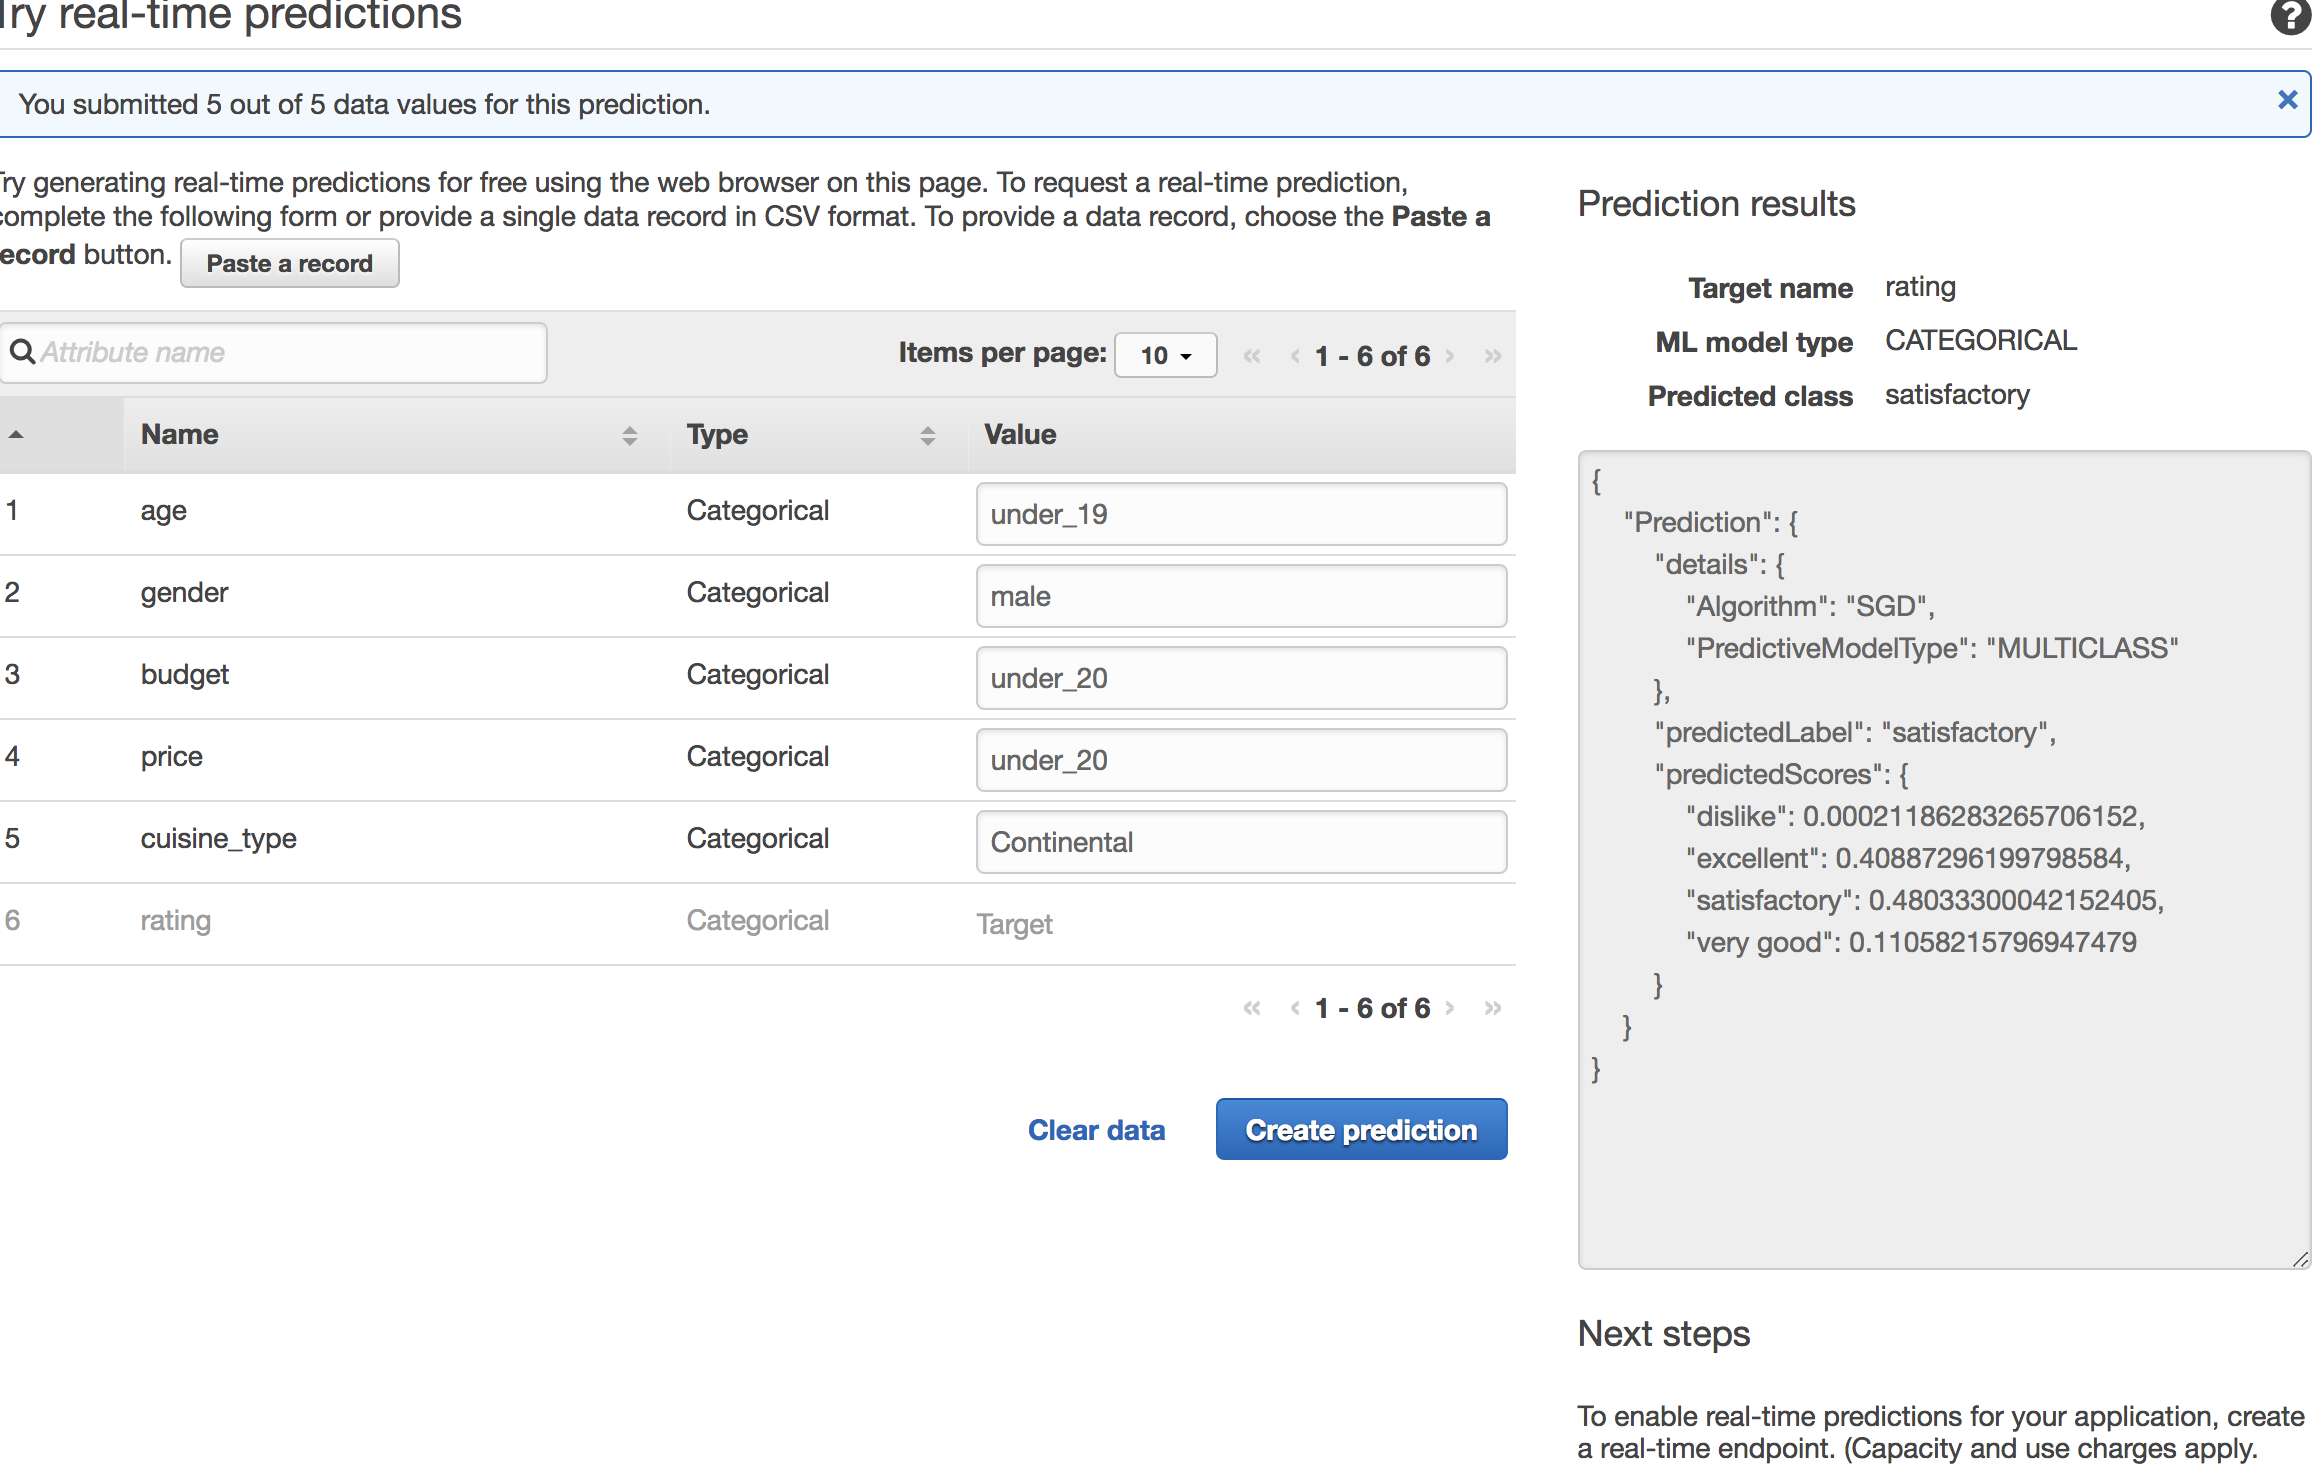 Try real-time predictions
You submitted 5 out of 5 data values for this prediction.
Try generating real-time predictions for free using the web browser on this page. To request a real-time prediction,
complete the following form or provide a single data record in CSV format. To provide a data record, choose the Paste a
record button. Paste a record
Attribute name
Items per page: 10 « ‹ 1 - 6 of 6 › »
Name Type Value
1 age Categorical under_19
2 gender Categorical male
3 budget Categorical under_20
4 price Categorical under_20
5 cuisine_type Categorical Continental
6 rating Categorical Target
« ‹ 1 - 6 of 6 › »
Clear data Create prediction
Prediction results
Target name rating
ML model type CATEGORICAL
Predicted class satisfactory
{
"Prediction": {
"details": {
"Algorithm": "SGD",
"PredictiveModelType": "MULTICLASS"
},
"predictedLabel": "satisfactory",
"predictedScores": {
"dislike": 0.00021186283265706152,
"excellent": 0.40887296199798584,
"satisfactory": 0.48033300042152405,
"very good": 0.11058215796947479
}
}
}
Next steps
To enable real-time predictions for your application, create
a real-time endpoint. (Capacity and use charges apply.